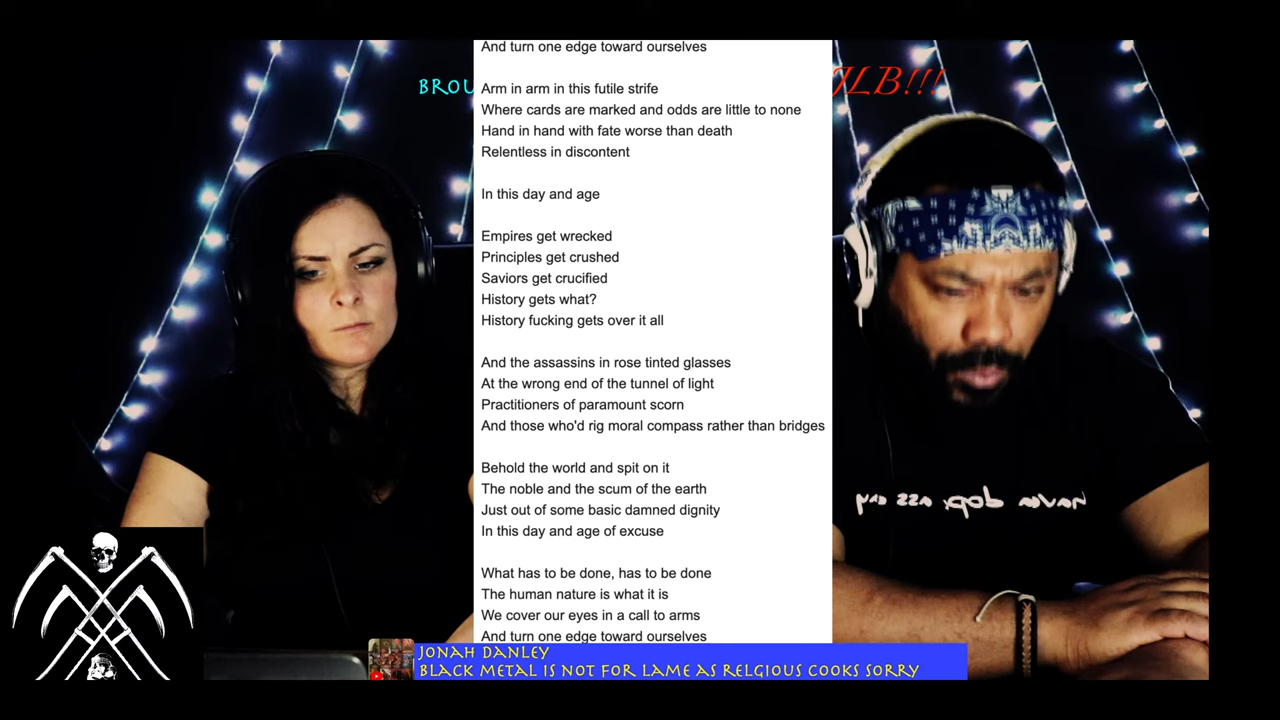 And turn one edge toward ourselves
BROU
JLB!!!
Arm in arm in this futile strife
Where cards are marked and odds are little to none
Hand in hand with fate worse than death
Relentless in discontent
In this day and age
Empires get wrecked
Principles get crushed
Saviors get crucified
History gets what?
History fucking gets over it all
And the assassins in rose tinted glasses
At the wrong end of the tunnel of light
Practitioners of paramount scorn
And those who'd rig moral compass rather than bridges
Behold the world and spit on it
The noble and the scum of the earth
Just out of some basic damned dignity
In this day and age of excuse
Have a dope ass day
What has to be done, has to be done
The human nature is what it is
We cover our eyes in a call to arms
And turn one edge toward ourselves
JONAH DANLEY
BLACK METAL IS NOT FOR LAME AS RELGIOUS COOKS SORRY